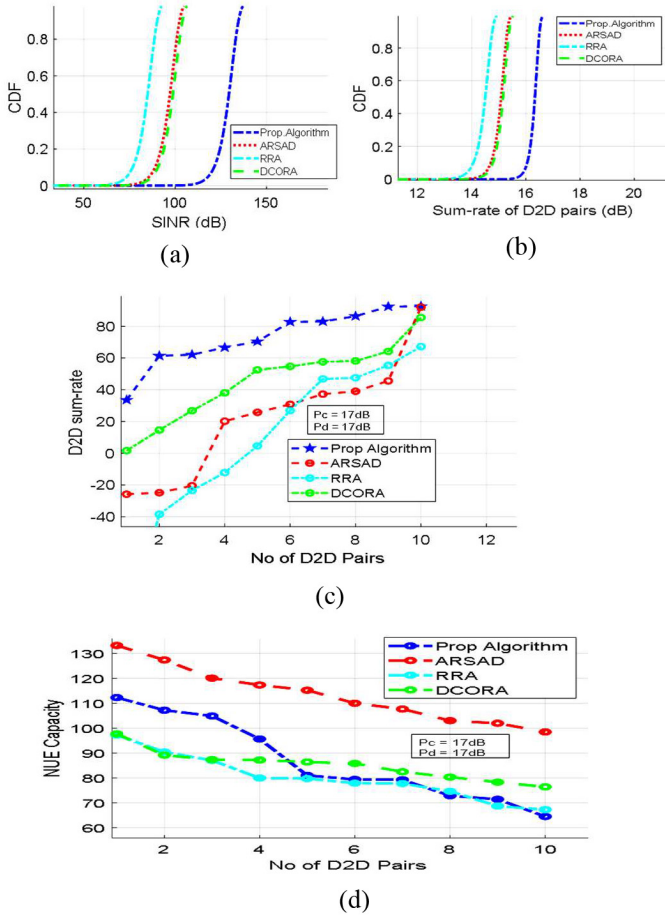 1
0.8
0.6
0.4
0.2
0
CDF
50
100
150
SINR (dB)
Prop.Algorithm
ARSAD
RRA
DCORA
(a)
1
0.8
0.6
0.4
0.2
0
CDF
12
14
16
18
20
Sum-rate of D2D pairs (dB)
Prop.Algorithm
ARSAD
RRA
DCORA
(b)
80
60
40
20
0
-20
-40
D2D sum-rate
2
4
6
8
10
12
No of D2D Pairs
Pc = 17dB
Pd = 17dB
Prop Algorithm
ARSAD
RRA
DCORA
(c)
130
120
110
100
90
80
70
60
NUE Capacity
2
4
6
8
10
No of D2D Pairs
Prop Algorithm
ARSAD
RRA
DCORA
Pc = 17dB
Pd = 17dB
(d)